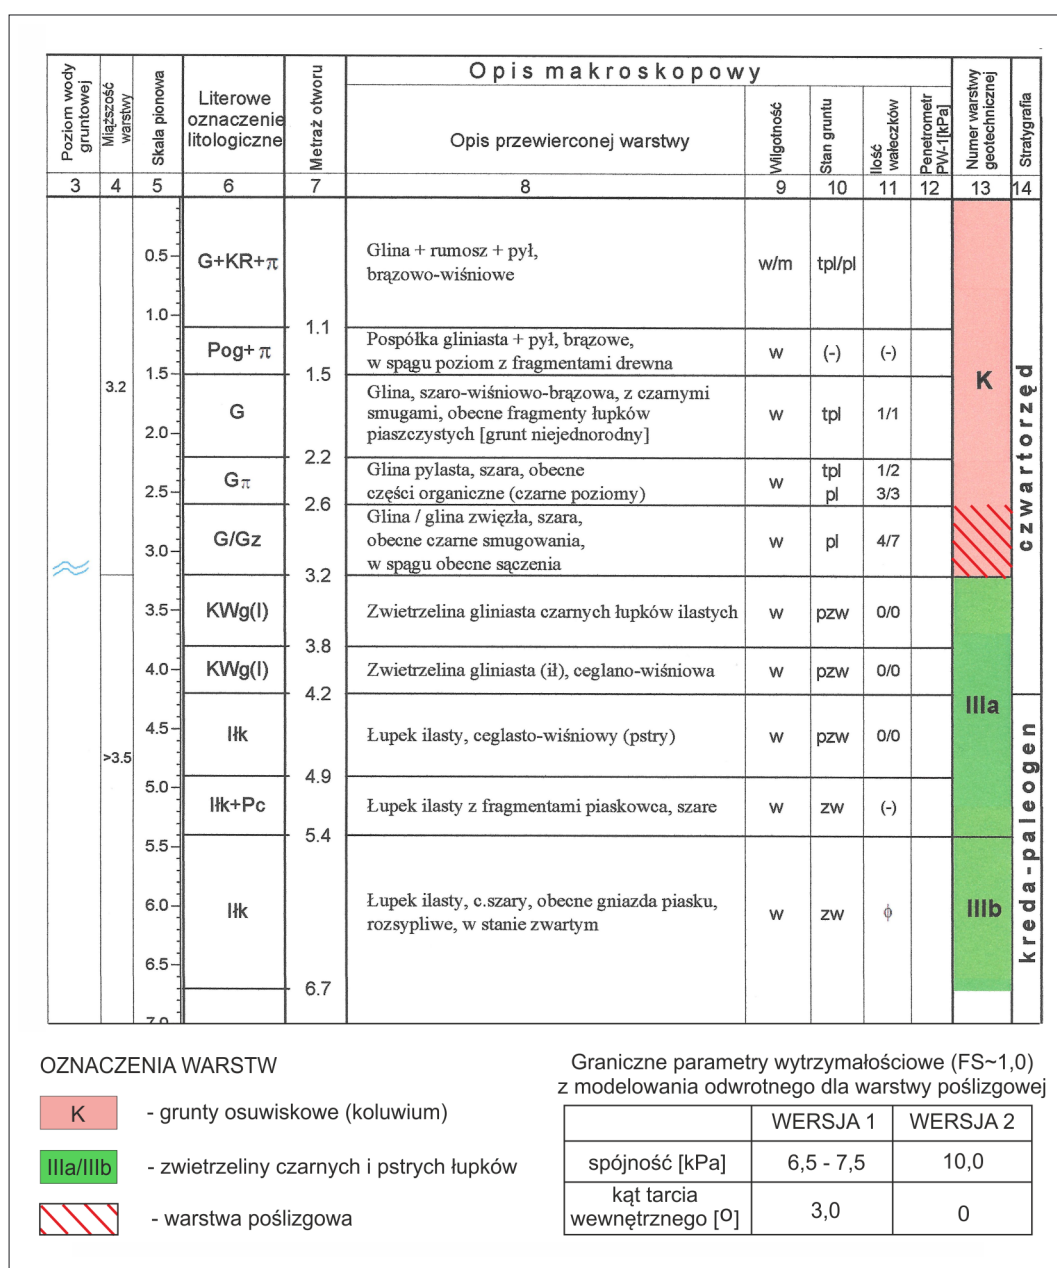 Opis makroskopowy
Poziom wody gruntowej
Miąższość warstwy
Skala pionowa
Literowe oznaczenie litologiczne
Metraż otworu
Opis przewierconej warstwy
Wilgotność
Stan gruntu
Ilość wałeczków
Penetrometr PW-1[kPa]
Numer warstwy geotechnicznej
Stratygrafia
3 4 5 6 7 8 9 10 11 12 13 14
0.5
G+KR+π
Glina + rumosz + pył,
brązowo-wiśniowe
w/m tpl/pl
1.0
1.1
Pog+ π
Pospółka gliniasta + pył, brązowe,
w spągu poziom z fragmentami drewna
w (-) (-)
1.5
1.5
3.2
G
Glina, szaro-wiśniowo-brązowa, z czarnymi
smugami, obecne fragmenty łupków
piaszczystych [grunt niejednorodny]
w tpl 1/1
K
2.0
2.2
Gπ
Glina pylasta, szara, obecne
części organiczne (czarne poziomy)
w
tpl 1/2
pl 3/3
2.5
2.6
G/Gz
Glina / glina zwięzła, szara,
obecne czarne smugowania,
w spągu obecne sączenia
w pl 4/7
3.0
czwartorzęd
3.2
3.5
KWg(I)
Zwietrzelina gliniasta czarnych łupków ilastych
w pzw 0/0
3.8
4.0
KWg(I)
Zwietrzelina gliniasta (ił), ceglano-wiśniowa
w pzw 0/0
4.2
IIIa
4.5
Iłk
Łupek ilasty, ceglasto-wiśniowy (pstry)
w pzw 0/0
>3.5
4.9
5.0
Iłk+Pc
Łupek ilasty z fragmentami piaskowca, szare
w zw (-)
5.4
5.5
6.0
Iłk
Łupek ilasty, c.szary, obecne gniazda piasku,
rozsypliwe, w stanie zwartym
w zw ϕ
IIIb
kreda-paleogen
6.5
6.7
7.0
OZNACZENIA WARSTW
K - grunty osuwiskowe (koluwium)
IIIa/IIIb - zwietrzeliny czarnych i pstrych łupków
- warstwa poślizgowa
Graniczne parametry wytrzymałościowe (FS~1,0)
z modelowania odwrotnego dla warstwy poślizgowej
WERSJA 1 WERSJA 2
spójność [kPa] 6,5 - 7,5 10,0
kąt tarcia
wewnętrznego [O] 3,0 0